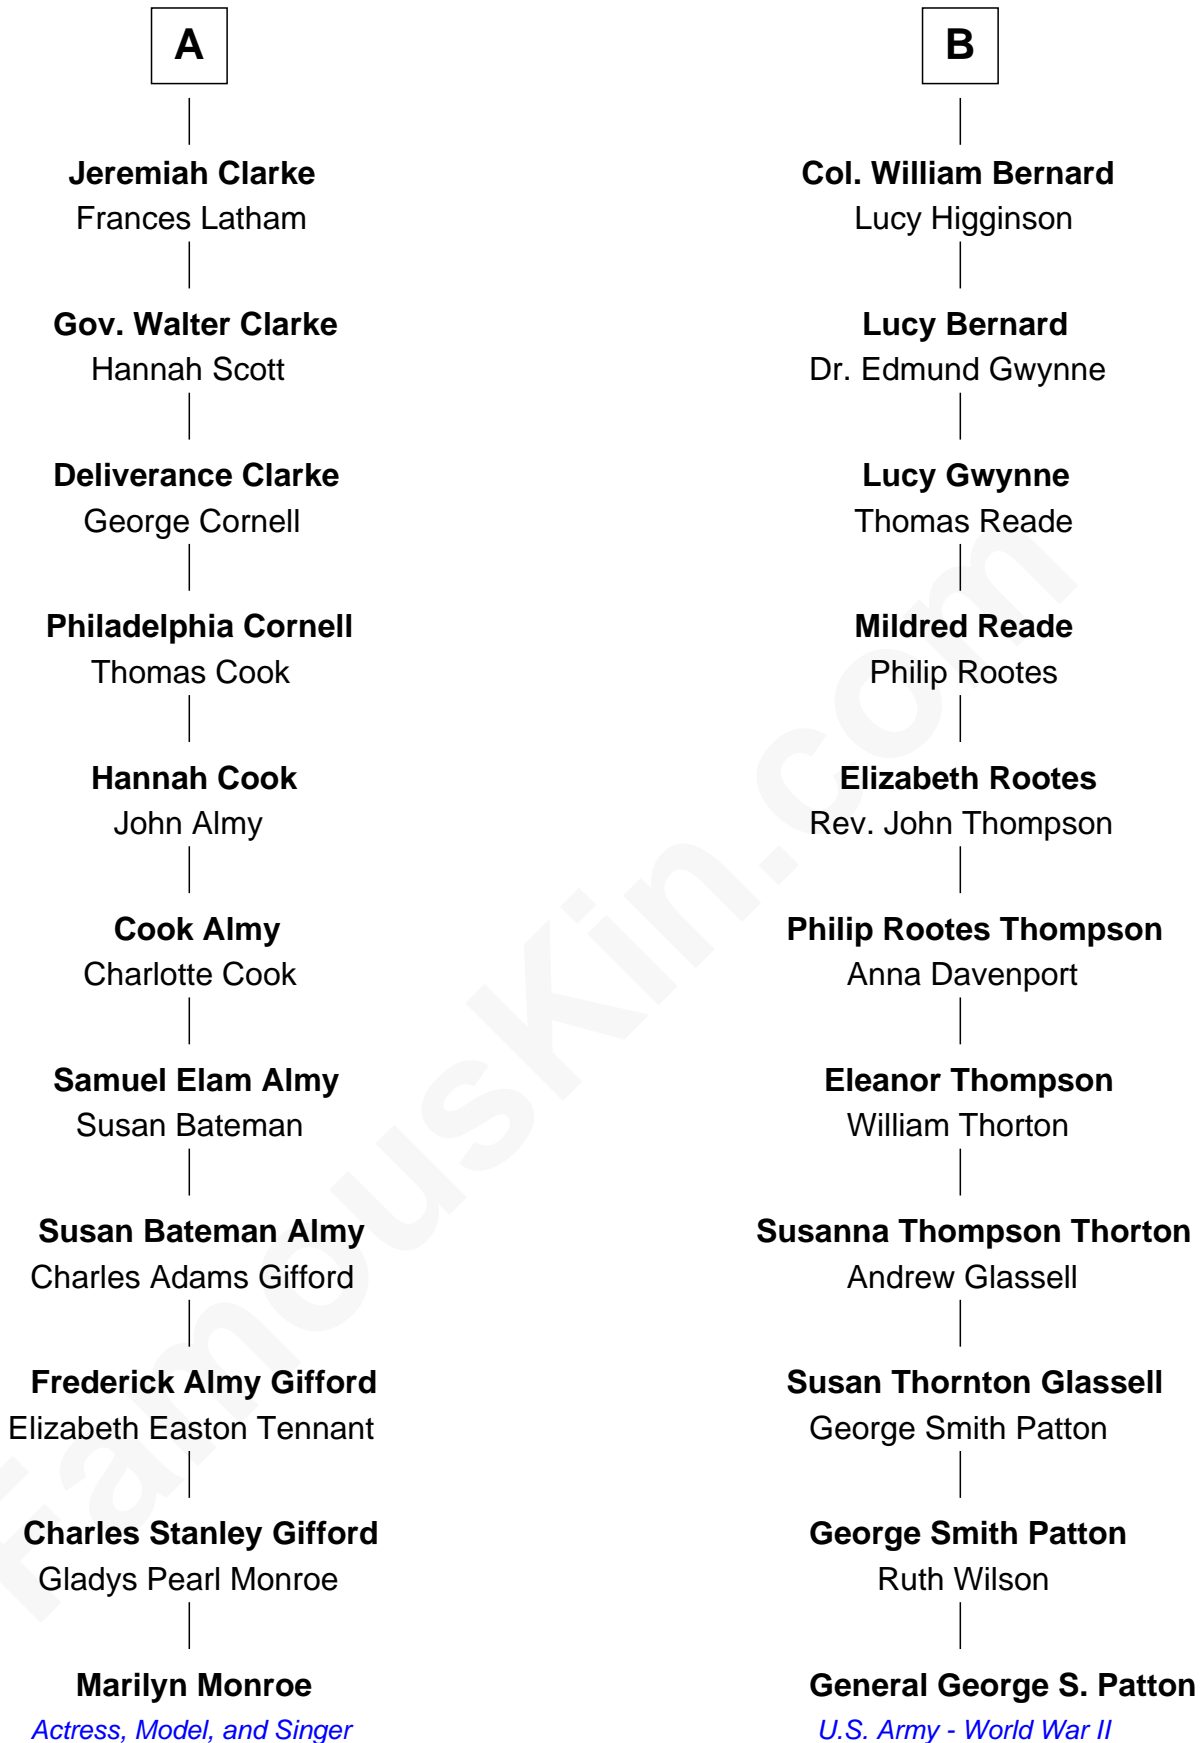 A
Jeremiah Clarke
Frances Latham
Gov. Walter Clarke
Hannah Scott
Deliverance Clarke
George Cornell
Philadelphia Cornell
Thomas Cook
Hannah Cook
John Almy
Cook Almy
Charlotte Cook
Samuel Elam Almy
Susan Bateman
Susan Bateman Almy
Charles Adams Gifford
Frederick Almy Gifford
Elizabeth Easton Tennant
Charles Stanley Gifford
Gladys Pearl Monroe
Marilyn Monroe
Actress, Model, and Singer
B
Col. William Bernard
Lucy Higginson
Lucy Bernard
Dr. Edmund Gwynne
Lucy Gwynne
Thomas Reade
Mildred Reade
Philip Rootes
Elizabeth Rootes
Rev. John Thompson
Philip Rootes Thompson
Anna Davenport
Eleanor Thompson
William Thorton
Susanna Thompson Thorton
Andrew Glassell
Susan Thornton Glassell
George Smith Patton
George Smith Patton
Ruth Wilson
General George S. Patton
U.S. Army - World War II
FamousKin.com